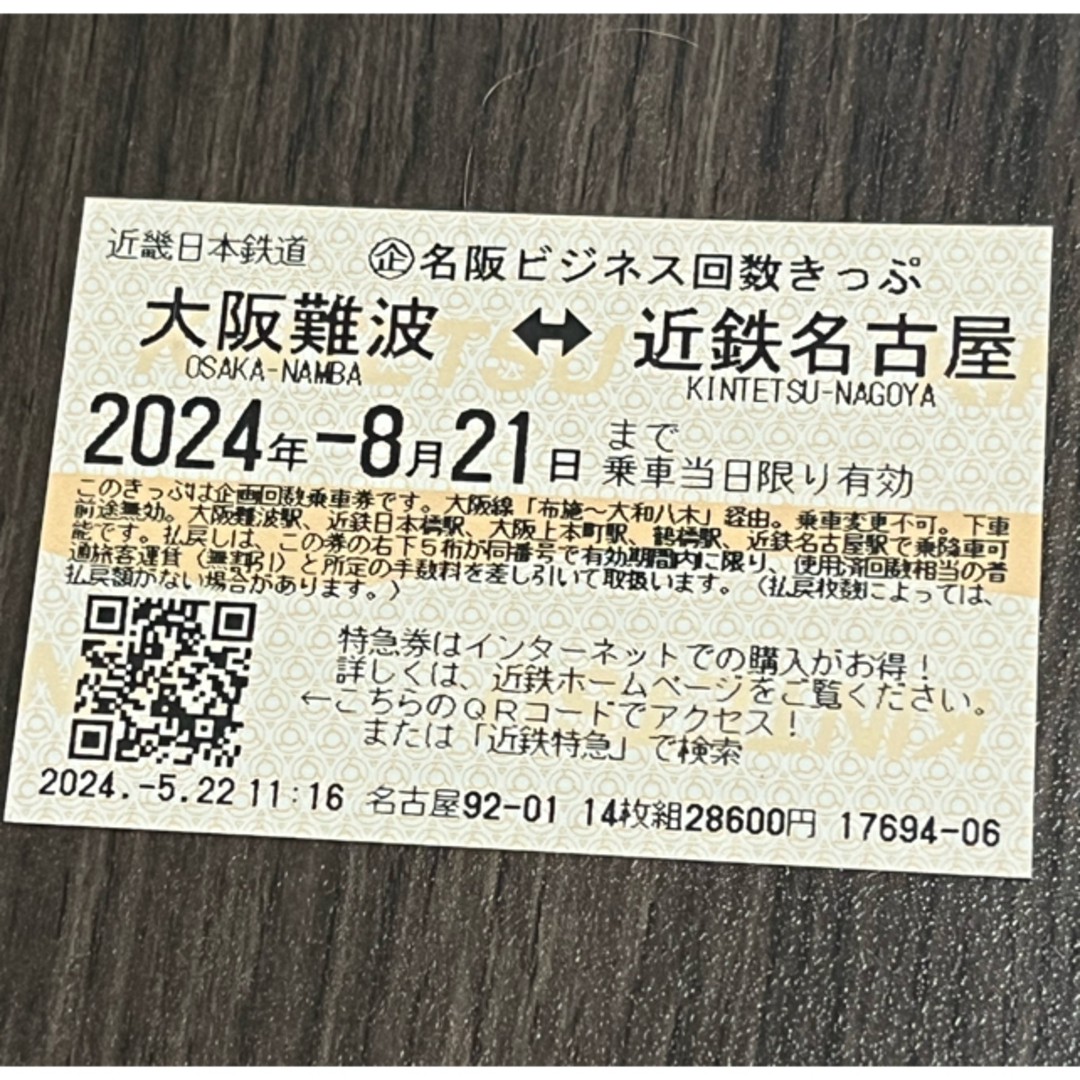 近畿日本鉄道 ㊭名阪ビジネス回数きっぷ
大阪難波 ↔ 近鉄名古屋
OSAKA-NAMBA KINTETSU-NAGOYA
2024年-8月21日 まで
乗車当日限り有効
このきっぷは企画回数乗車券です。大阪線「布施～大和八木」経由。乗車変更不可。下車
前途無効。大阪難波駅、近鉄日本橋駅、大阪上本町駅、鶴橋駅、近鉄名古屋駅で乗降車可
能です。払戻しは、この券の右下5桁が同番号で有効期間内に限り、使用済回数相当の普
通旅客運賃（無割引）と所定の手数料を差し引いて取扱います。（払戻枚数によっては、
払戻額がない場合があります。）
特急券はインターネットでの購入がお得！
詳しくは、近鉄ホームページをご覧ください。
←こちらのQRコードでアクセス！
または「近鉄特急」で検索
2024.-5.22 11:16 名古屋92-01 14枚組28600円 17694-06